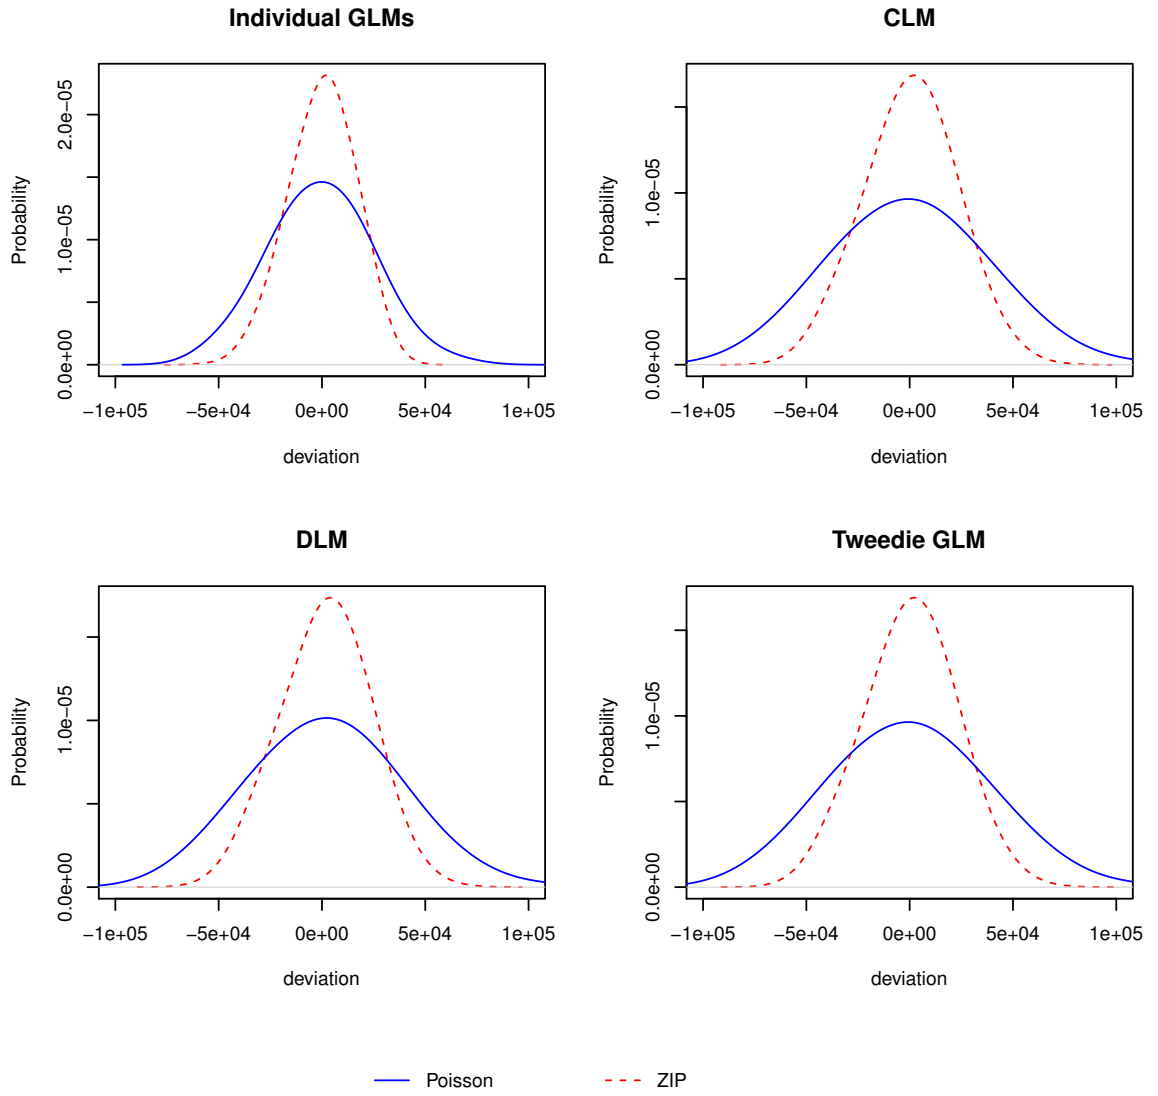 Individual GLMs
Probability
0.0e+00 1.0e−05 2.0e−05
−1e+05 −5e+04 0e+00 5e+04 1e+05
deviation
CLM
Probability
0.0e+00 1.0e−05
−1e+05 −5e+04 0e+00 5e+04 1e+05
deviation
DLM
Probability
0.0e+00 1.0e−05
−1e+05 −5e+04 0e+00 5e+04 1e+05
deviation
Tweedie GLM
Probability
0.0e+00 1.0e−05
−1e+05 −5e+04 0e+00 5e+04 1e+05
deviation
Poisson ZIP